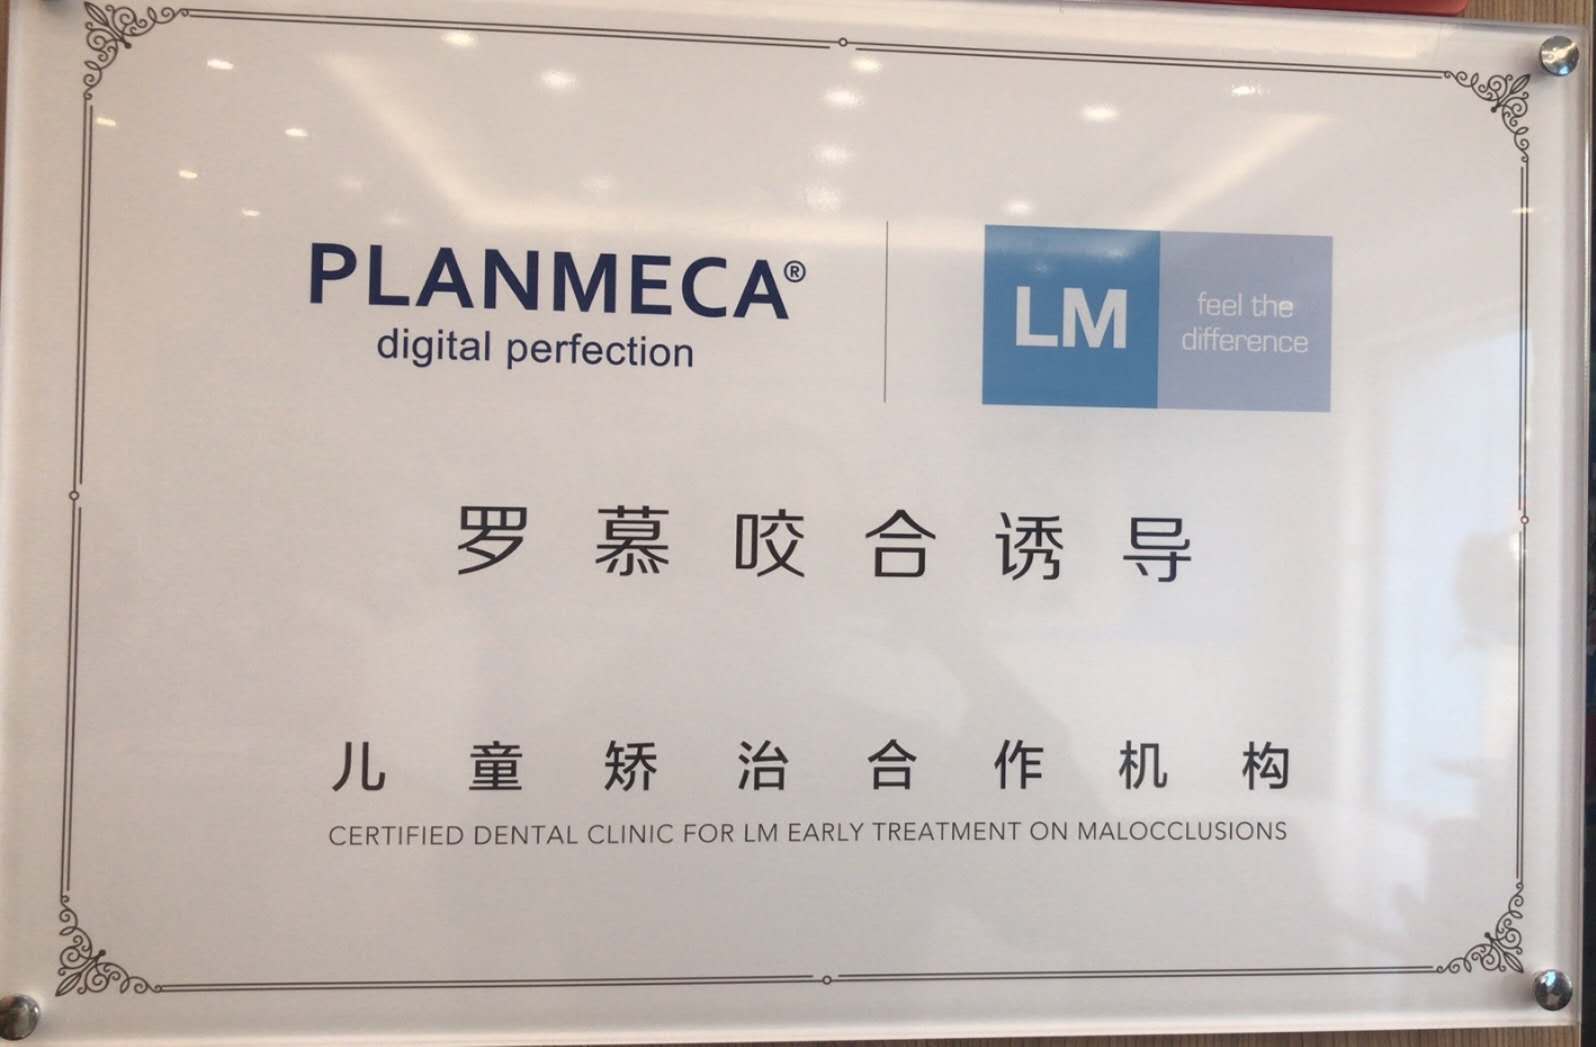 PLANMECA®
digital perfection
LM
feel the
difference
罗慕咬合诱导
儿童矫治合作机构
CERTIFIED DENTAL CLINIC FOR LM EARLY TREATMENT ON MALOCCLUSIONS